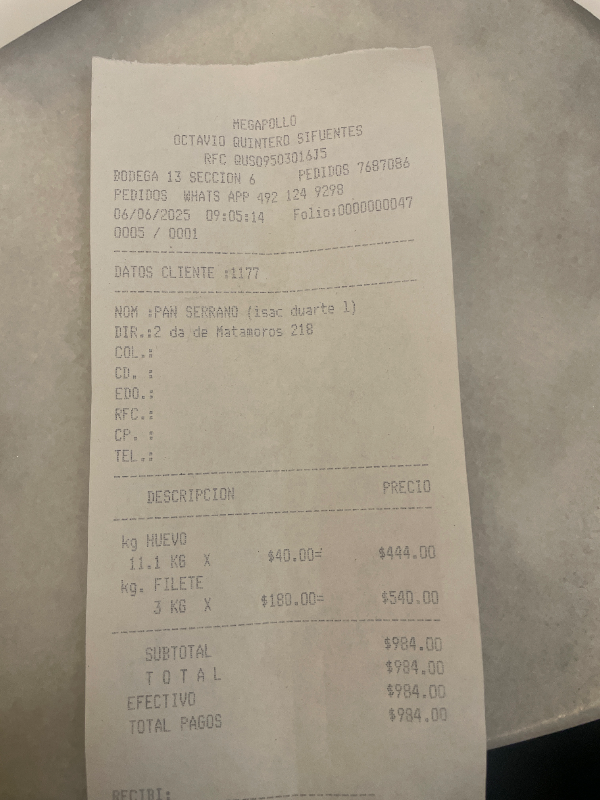 MEGAPOLLO
OCTAVIO QUINTERO SIFUENTES
RFC QUSO9503016J5
BODEGA 13 SECCION 6 PEDIDOS 7687086
PEDIDOS WHATS APP 492 124 9298
06/06/2025 09:05:14 Folio:0000000047
0005 / 0001
DATOS CLIENTE :1177
NOM :PAN SERRANO (isac duarte l)
DIR.:2 da de Matamoros 218
COL.:
CD. :
EDO.:
RFC.:
CP. :
TEL.:
DESCRIPCION PRECIO
kg HUEVO
11.1 KG X $40.00= $444.00
kg. FILETE
3 KG X $180.00= $540.00
SUBTOTAL $984.00
T O T A L $984.00
EFECTIVO $984.00
TOTAL PAGOS $984.00
RECIBI: